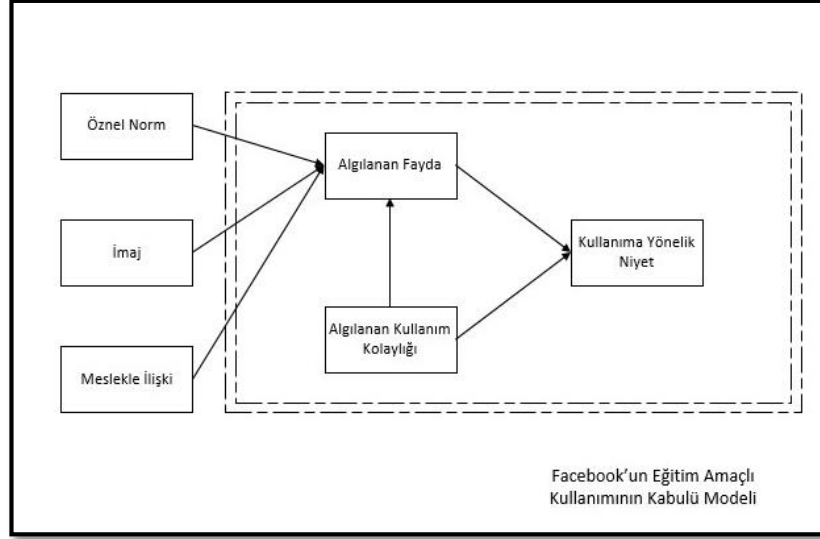 Öznel Norm
Algılanan Fayda
İmaj
Kullanıma Yönelik
Niyet
Algılanan Kullanım
Kolaylığı
Meslekle İlişki
Facebook'un Eğitim Amaçlı
Kullanımının Kabulü Modeli